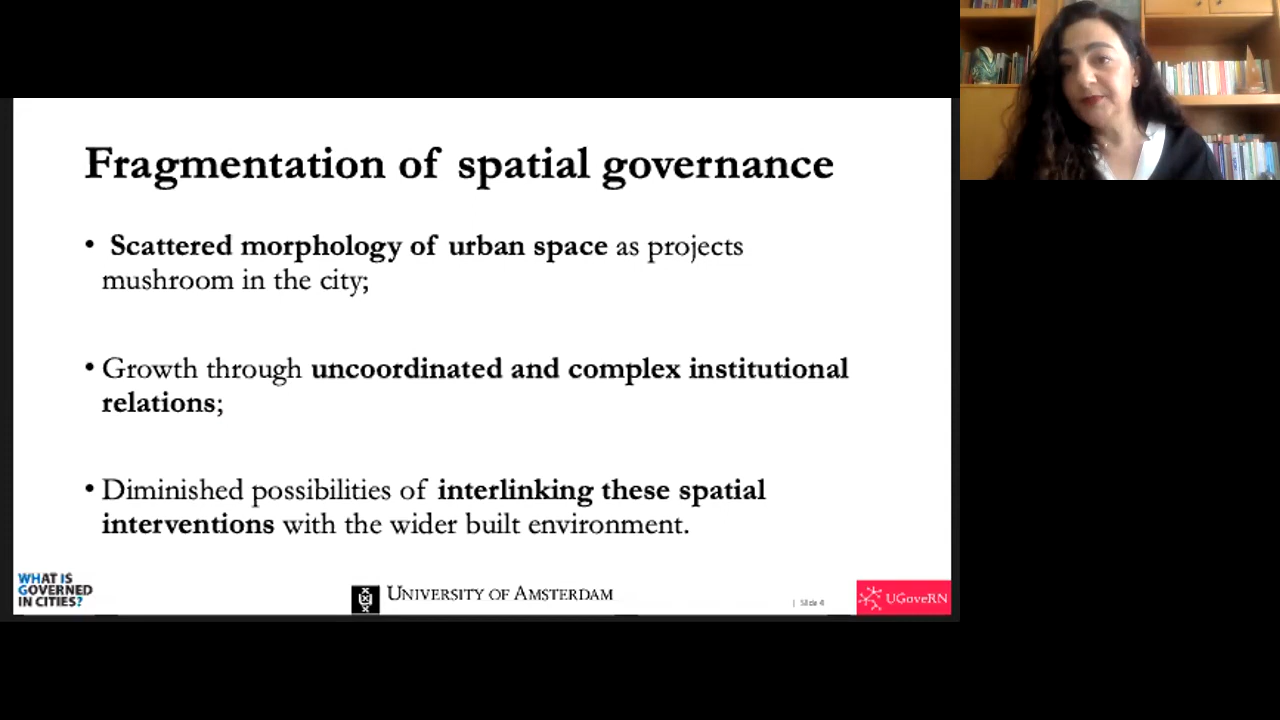 Fragmentation of spatial governance
• Scattered morphology of urban space as projects
mushroom in the city;
• Growth through uncoordinated and complex institutional
relations;
• Diminished possibilities of interlinking these spatial
interventions with the wider built environment.
WHAT IS
GOVERNED
IN CITIES?
UNIVERSITY OF AMSTERDAM
| Slide 4
UGoveRN